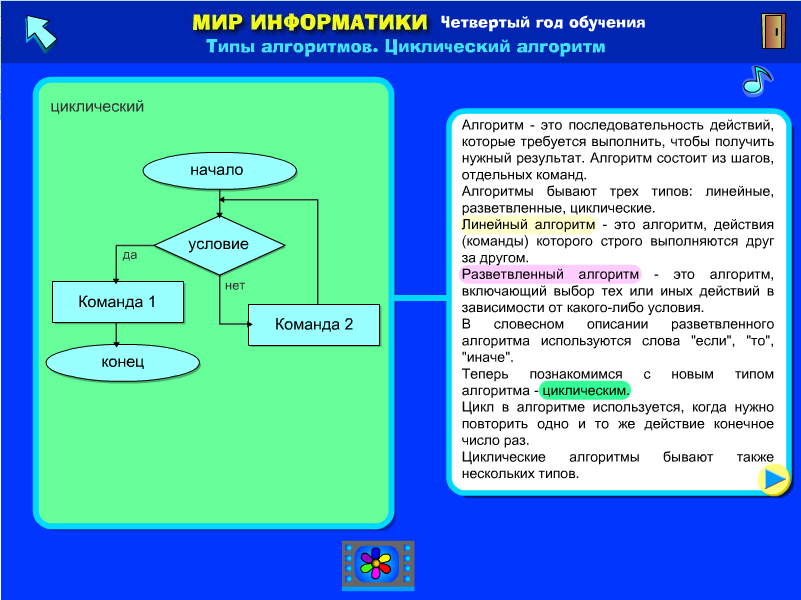 МИР ИНФОРМАТИКИ Четвертый год обучения
Типы алгоритмов. Циклический алгоритм
циклический
начало
условие
да
нет
Команда 1
Команда 2
конец
Алгоритм - это последовательность действий,
которые требуется выполнить, чтобы получить
нужный результат. Алгоритм состоит из шагов,
отдельных команд.
Алгоритмы бывают трех типов: линейные,
разветвленные, циклические.
Линейный алгоритм - это алгоритм, действия
(команды) которого строго выполняются друг
за другом.
Разветвленный алгоритм - это алгоритм,
включающий выбор тех или иных действий в
зависимости от какого-либо условия.
В словесном описании разветвленного
алгоритма используются слова "если", "то",
"иначе".
Теперь познакомимся с новым типом
алгоритма - циклическим.
Цикл в алгоритме используется, когда нужно
повторить одно и то же действие конечное
число раз.
Циклические алгоритмы бывают также
нескольких типов.